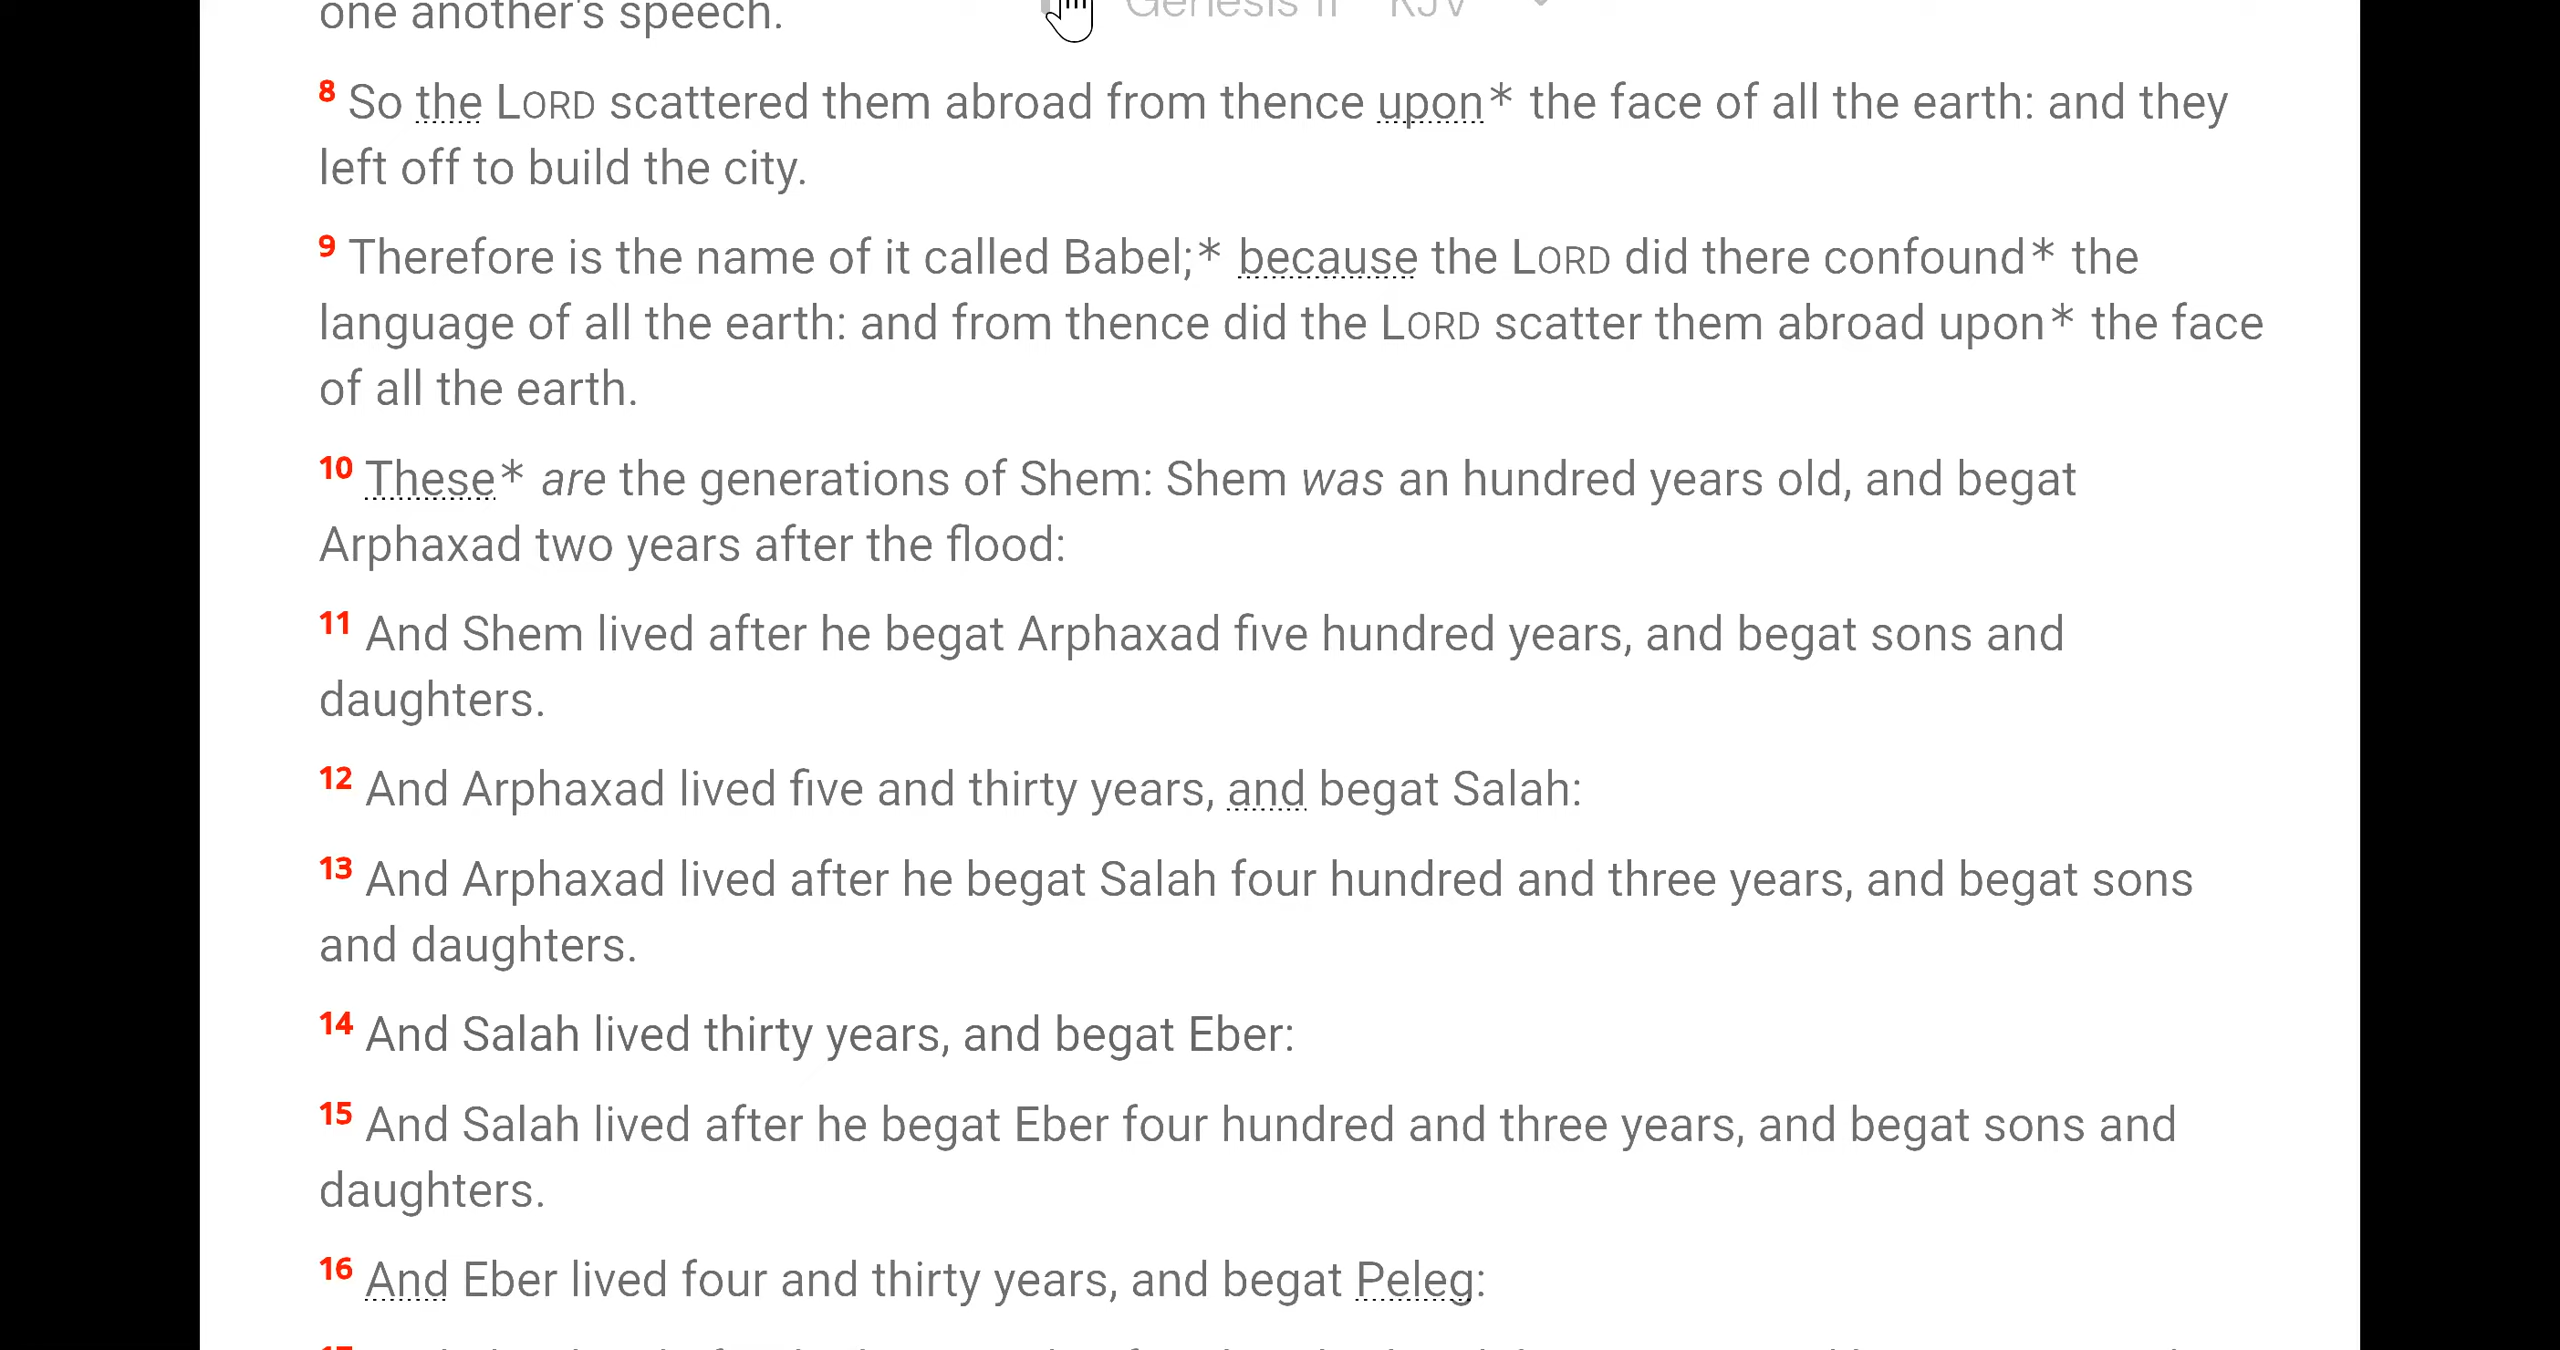 one another's speech.
Genesis 11 KJV
8 So the LORD scattered them abroad from thence upon* the face of all the earth: and they
left off to build the city.
9 Therefore is the name of it called Babel;* because the LORD did there confound* the
language of all the earth: and from thence did the LORD scatter them abroad upon* the face
of all the earth.
10 These* are the generations of Shem: Shem was an hundred years old, and begat
Arphaxad two years after the flood:
11 And Shem lived after he begat Arphaxad five hundred years, and begat sons and
daughters.
12 And Arphaxad lived five and thirty years, and begat Salah:
13 And Arphaxad lived after he begat Salah four hundred and three years, and begat sons
and daughters.
14 And Salah lived thirty years, and begat Eber:
15 And Salah lived after he begat Eber four hundred and three years, and begat sons and
daughters.
16 And Eber lived four and thirty years, and begat Peleg: